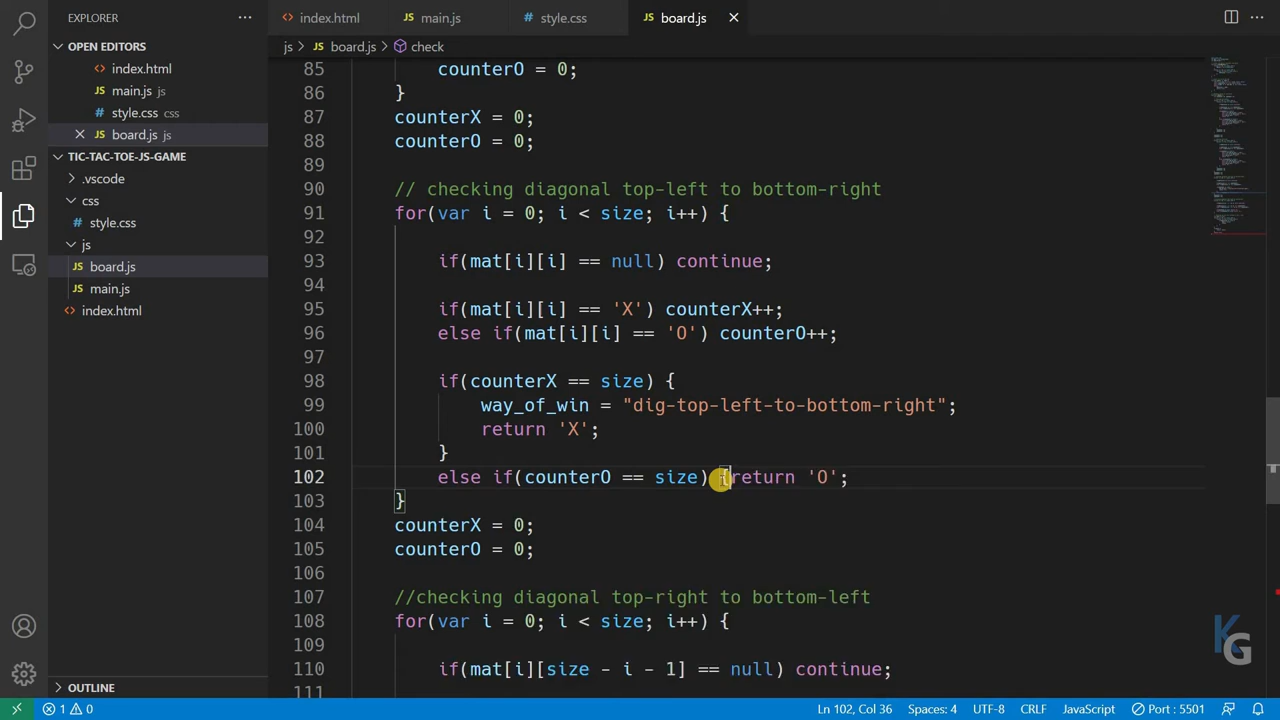 EXPLORER
index.html
main.js
style.css
board.js
OPEN EDITORS
js
board.js
check
index.html
main.js js
style.css css
board.js js
TIC-TAC-TOE-JS-GAME
.vscode
css
style.css
js
board.js
main.js
index.html
OUTLINE
85 counterO = 0;
86 }
87 counterX = 0;
88 counterO = 0;
89
90 // checking diagonal top-left to bottom-right
91 for(var i = 0; i < size; i++) {
92
93 if(mat[i][i] == null) continue;
94
95 if(mat[i][i] == 'X') counterX++;
96 else if(mat[i][i] == 'O') counterO++;
97
98 if(counterX == size) {
99 way_of_win = "dig-top-left-to-bottom-right";
100 return 'X';
101 }
102 else if(counterO == size) {return 'O';
103 }
104 counterX = 0;
105 counterO = 0;
106
107 //checking diagonal top-right to bottom-left
108 for(var i = 0; i < size; i++) {
109
110 if(mat[i][size - i - 1] == null) continue;
111
KG
1 0
Ln 102, Col 36
Spaces: 4
UTF-8
CRLF
JavaScript
Port : 5501